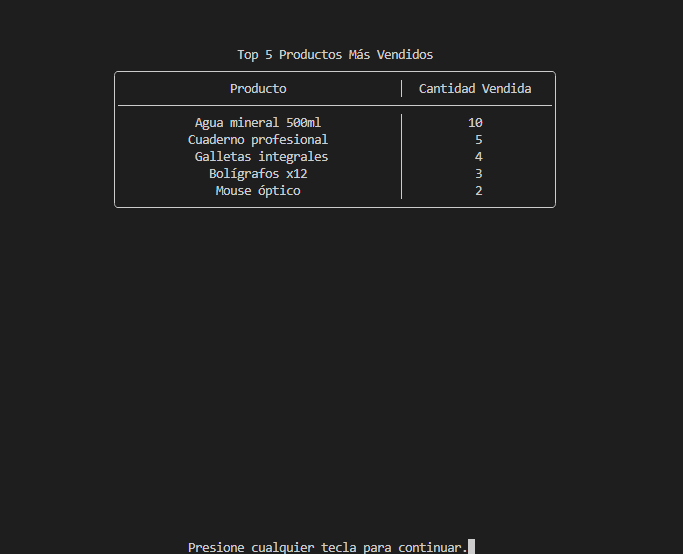 Top 5 Productos Más Vendidos
Producto Cantidad Vendida
Agua mineral 500ml 10
Cuaderno profesional 5
Galletas integrales 4
Bolígrafos x12 3
Mouse óptico 2
Presione cualquier tecla para continuar.